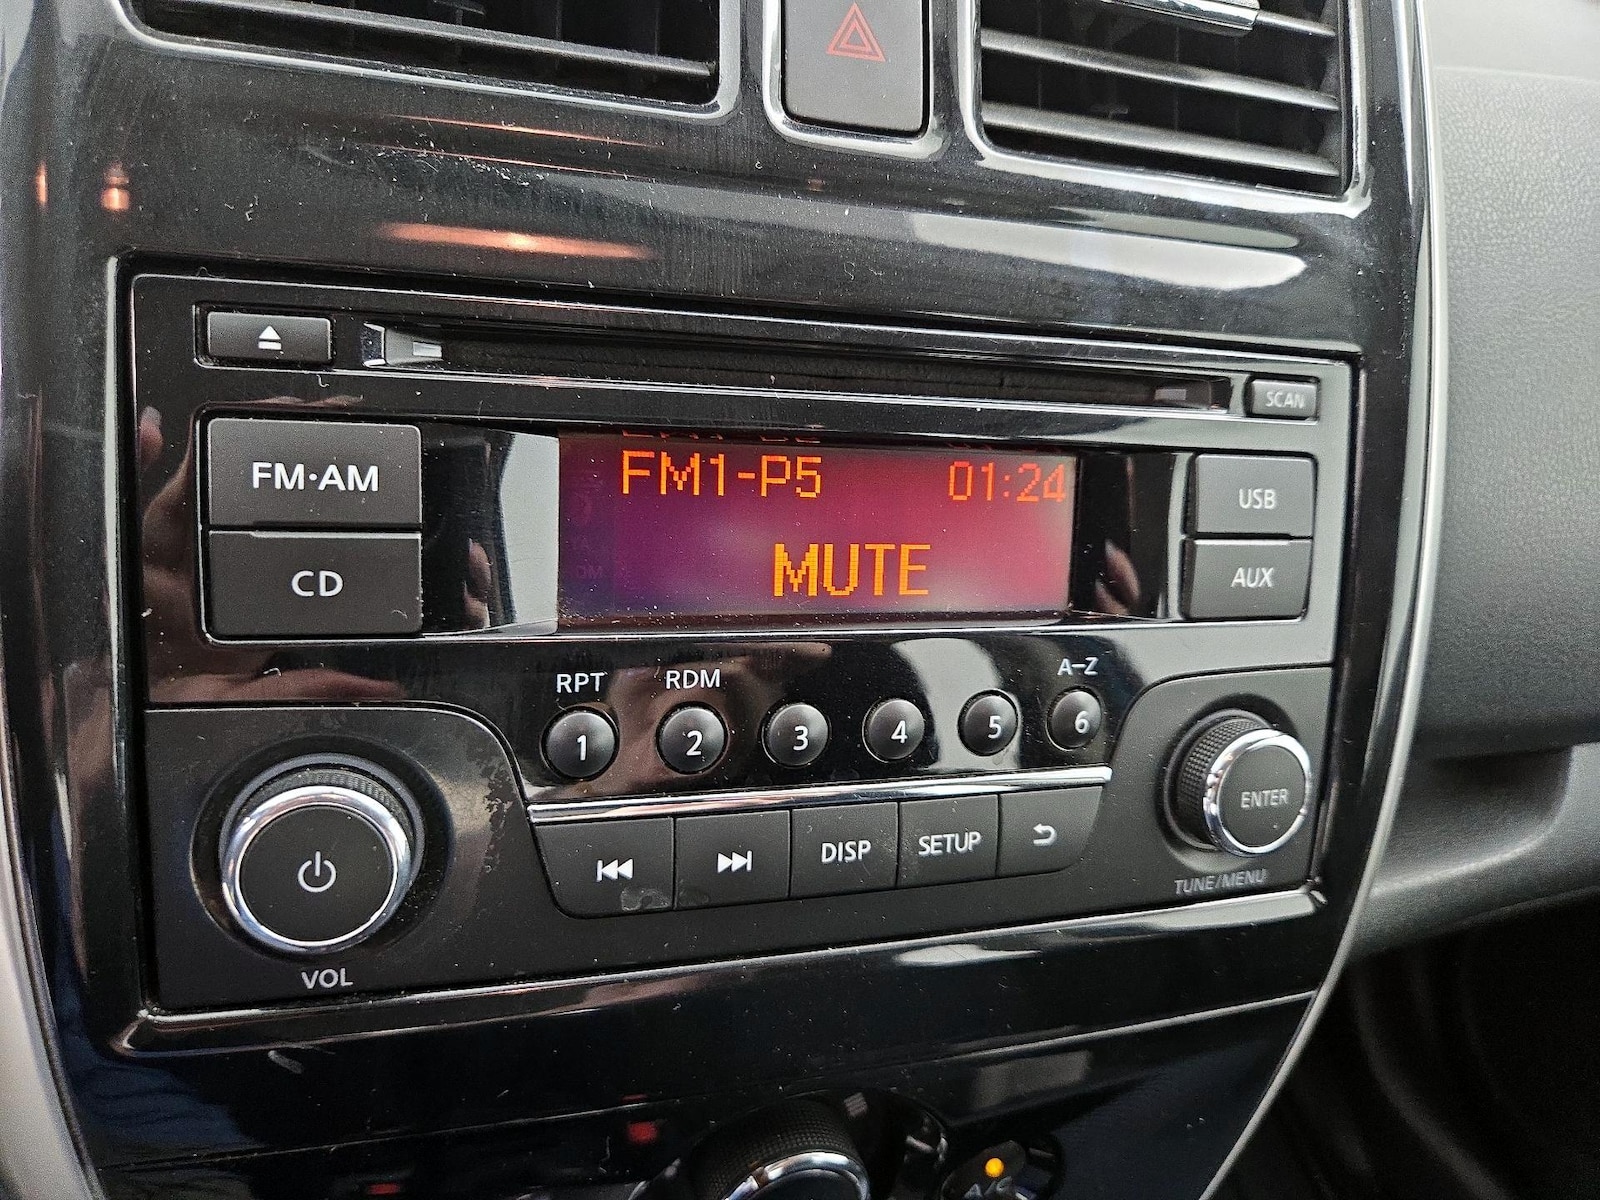 SCAN
FM·AM
FM1-P5 01:24
USB
CD
MUTE
AUX
RPT RDM A-Z
1 2 3 4 5 6
DISP SETUP
ENTER
TUNE/MENU
VOL
A/C